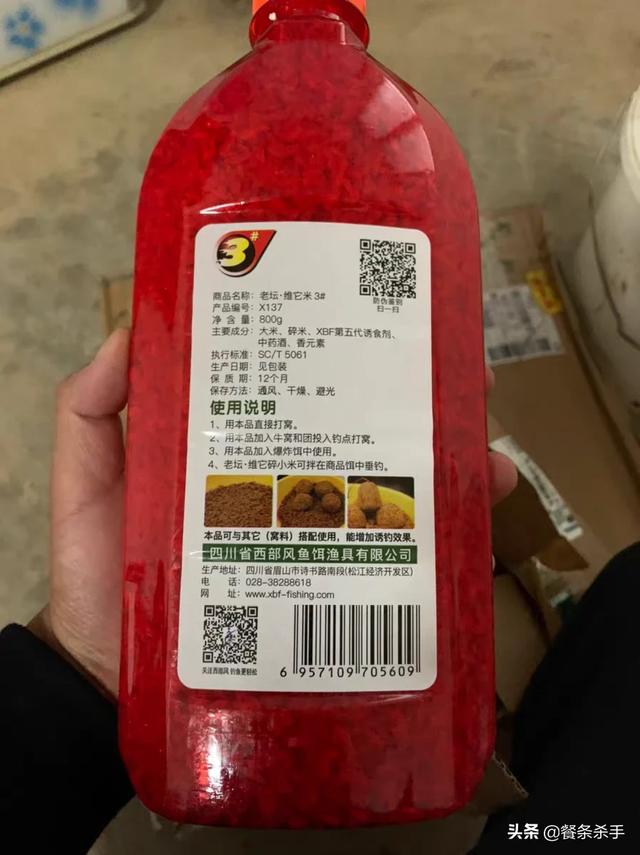 3#
防伪鉴别
扫一扫
商品名称：老坛·维它米 3#
产品编号：X137
净 含 量：800g
主要成分：大米、碎米、XBF第五代诱食剂、
中药酒、香元素
执行标准：SC/T 5061
生产日期：见包装
保 质 期：12个月
保存方法：通风、干燥、避光
使用说明
1、用本品直接打窝。
2、用本品加入牛窝和团投入钓点打窝。
3、用本品加入爆炸饵中使用。
4、老坛·维它碎小米可拌在商品饵中垂钓。
本品可与其它（窝料）搭配使用，能增加诱钓效果。
四川省西部风鱼饵渔具有限公司
生产地址：四川省眉山市诗书路南段(松江经济开发区)
电 话：028-38288618
网 址：www.xbf-fishing.com
关注西部风 钓鱼更轻松
6 957109 705609
头条 @餐条杀手